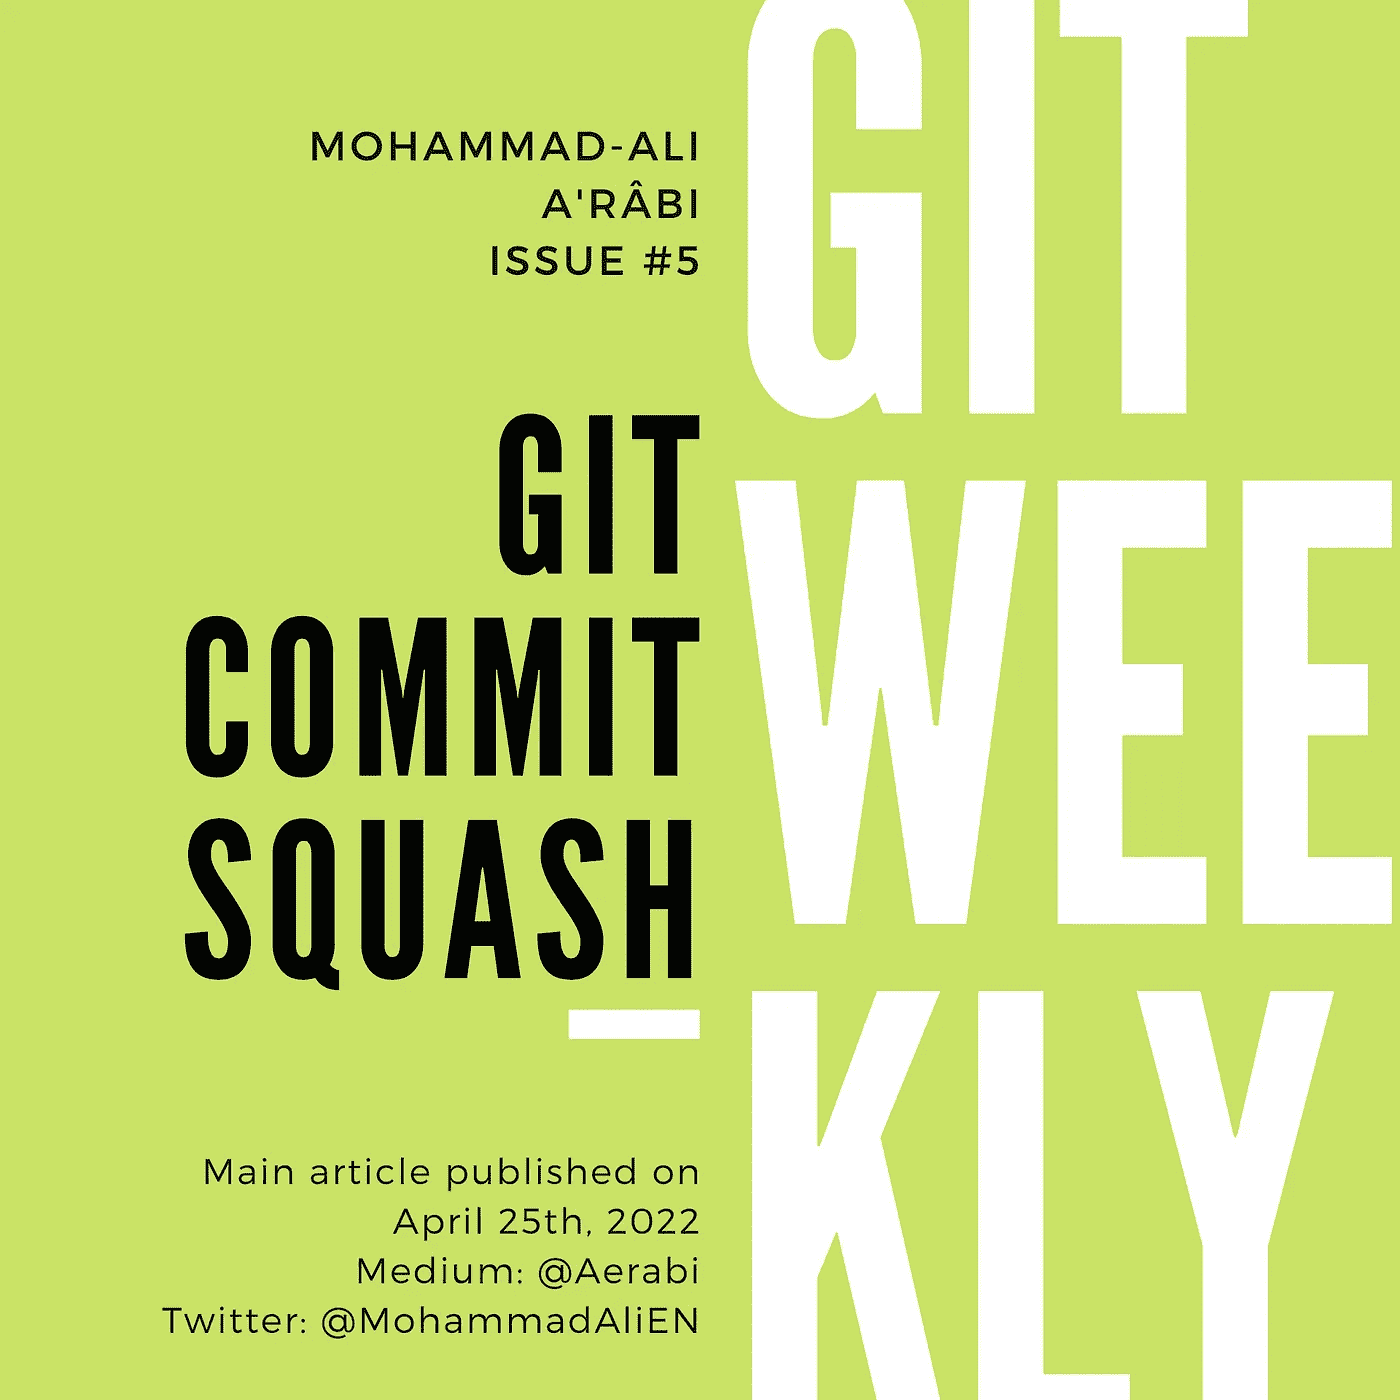 MOHAMMAD-ALI
A'RÂBI
ISSUE #5
GIT
COMMIT
SQUASH
Main article published on
April 25th, 2022
Medium: @Aerabi
Twitter: @MohammadAliEN
GIT
WEE
KLY